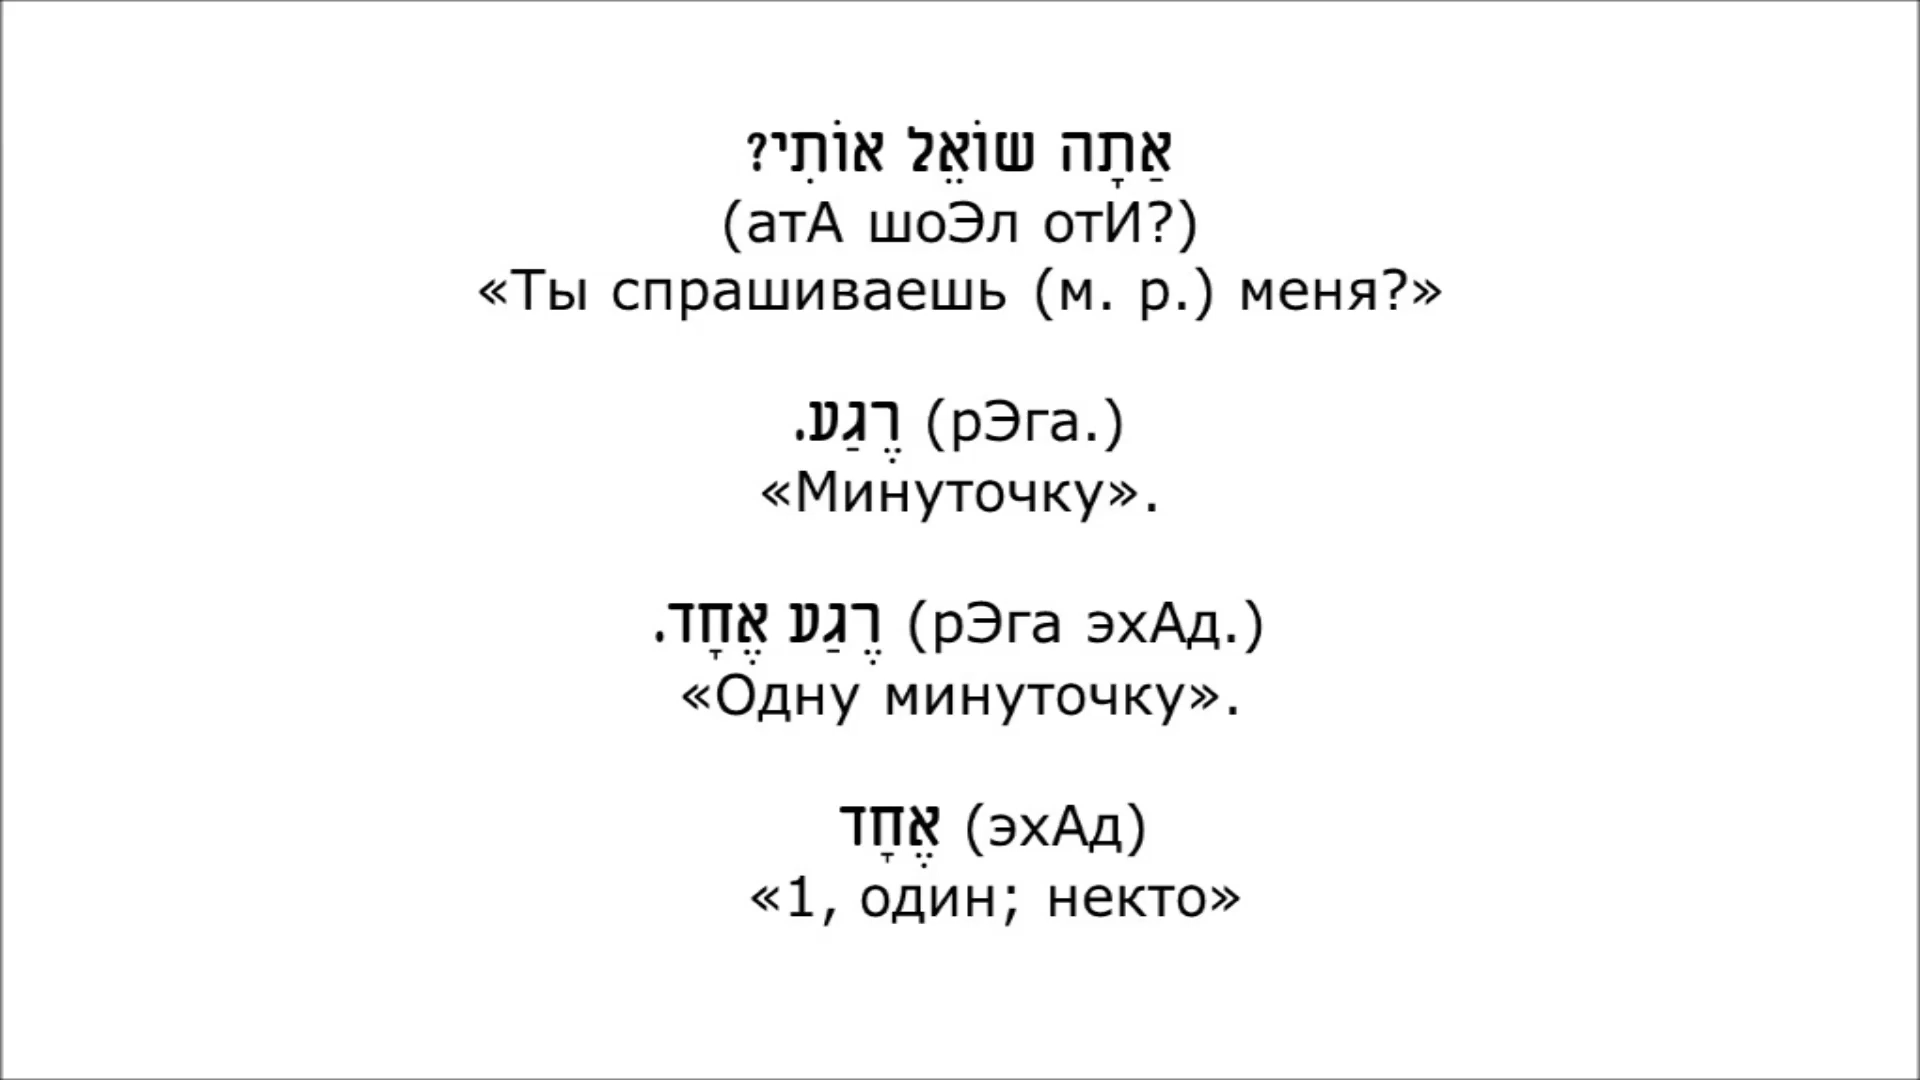 אַתָה שׁוֹאֵל אוֹתִי?
(атА шоЭл отИ?)
«Ты спрашиваешь (м. р.) меня?»
רֶגַע. (рЭга.)
«Минуточку».
רֶגַע אֶחָד. (рЭга эхАд.)
«Одну минуточку».
אֶחָד (эхАд)
«1, один; некто»